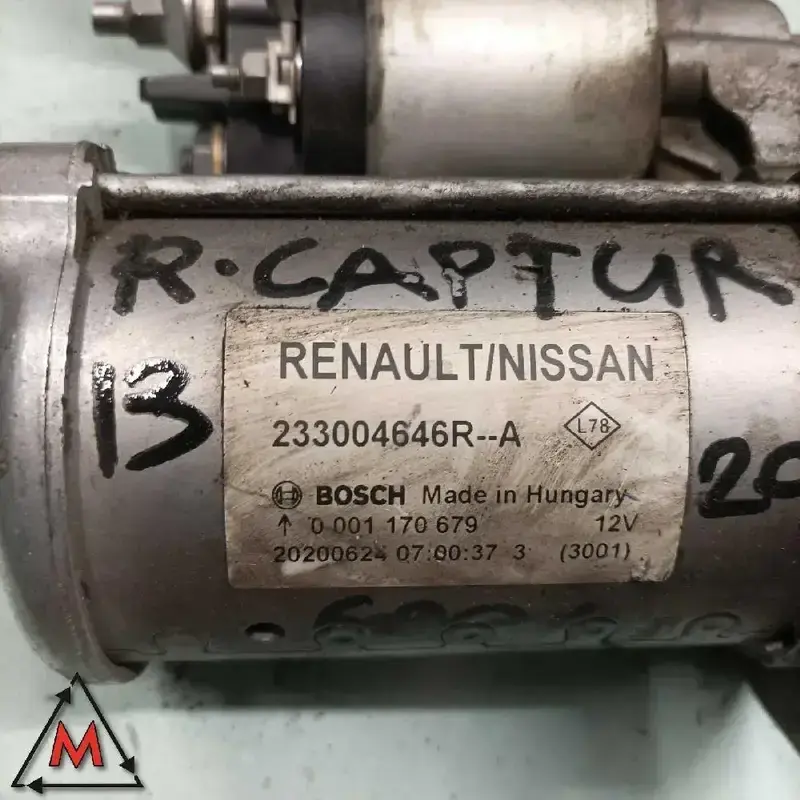 R.CAPTUR
13
RENAULT/NISSAN
233004646R--A
L78
20
BOSCH Made in Hungary
↑ 0 001 170 679 12V
20200624 07:00:37 3 (3001)
M